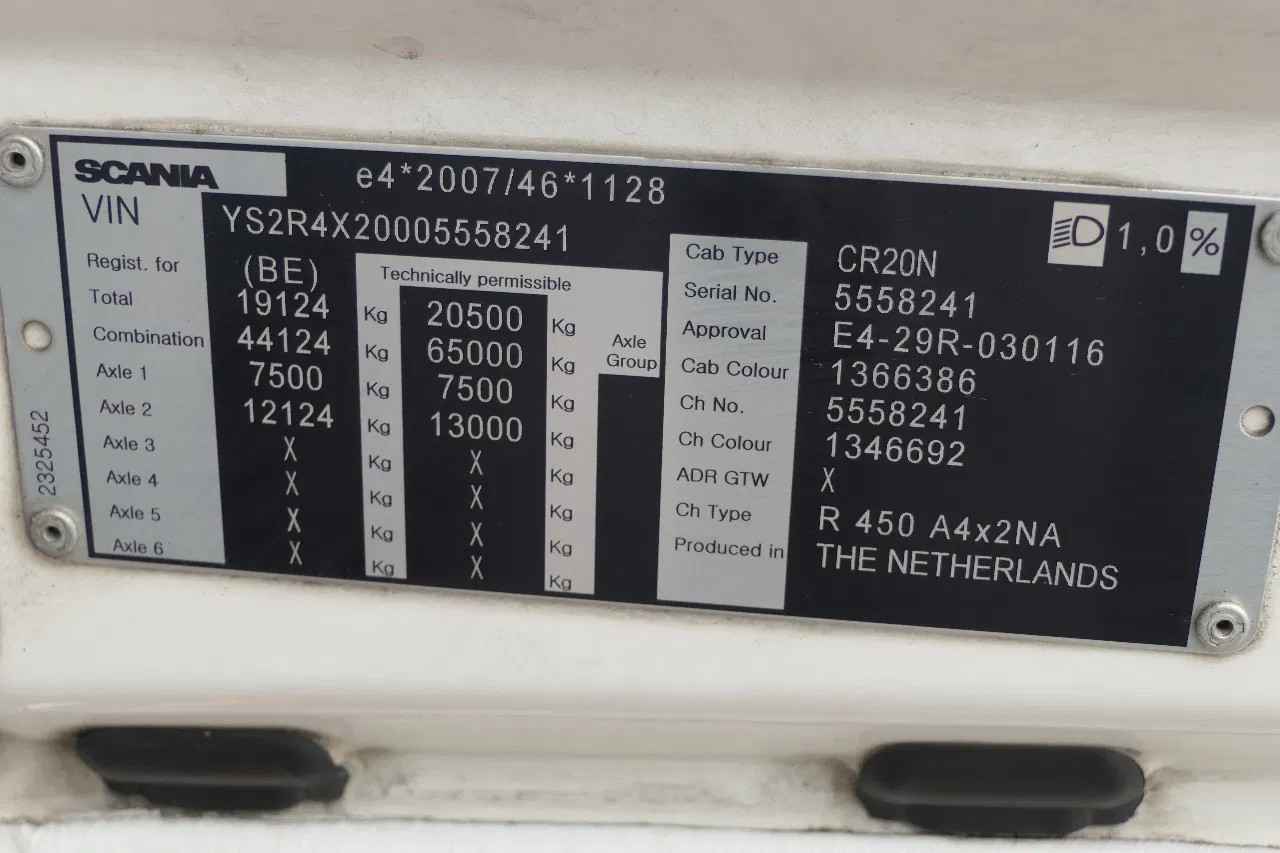 SCANIA e4*2007/46*1128
VIN YS2R4X20005558241
1,0 %
Regist. for (BE) Technically permissible
Total 19124 Kg 20500 Kg
Combination 44124 Kg 65000 Kg Axle Group
Axle 1 7500 Kg 7500 Kg
Axle 2 12124 Kg 13000 Kg
Axle 3 X Kg X Kg
Axle 4 X Kg X Kg
Axle 5 X Kg X Kg
Axle 6 X Kg X Kg
Cab Type CR20N
Serial No. 5558241
Approval E4-29R-030116
Cab Colour 1366386
Ch No. 5558241
Ch Colour 1346692
ADR GTW X
Ch Type R 450 A4x2NA
Produced in THE NETHERLANDS
2325452